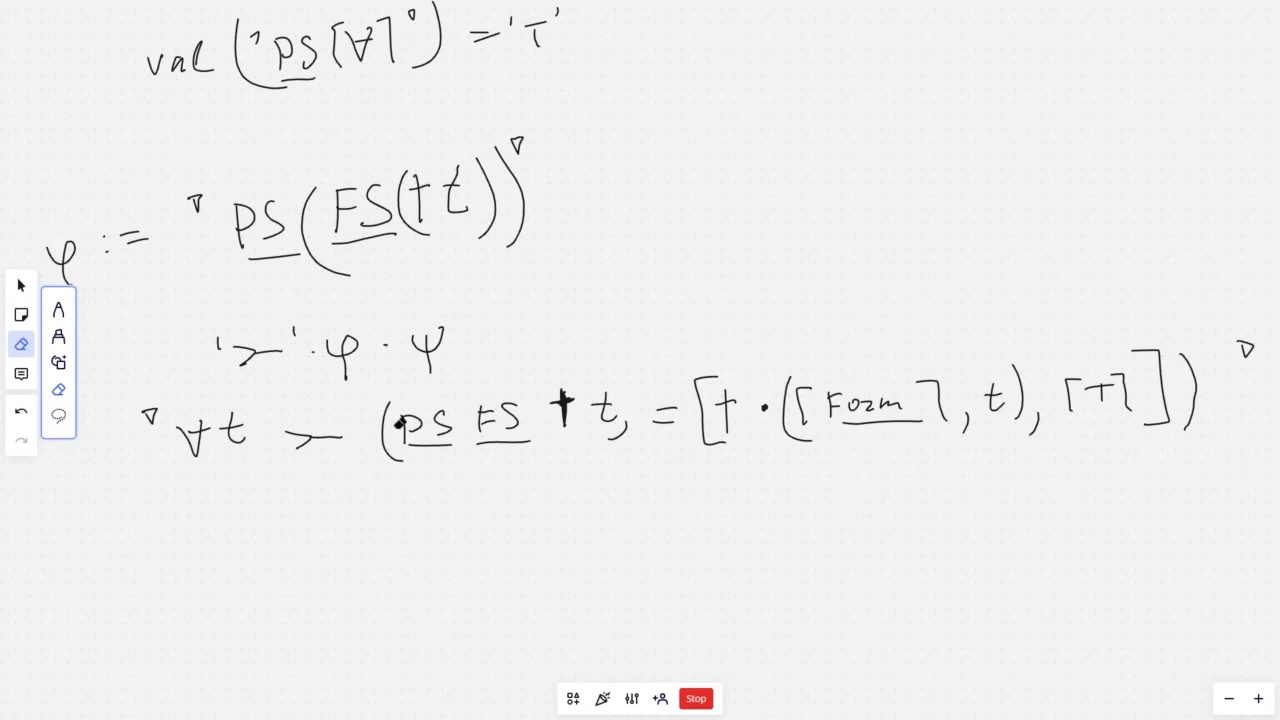 val ('PS⌈∀⌉°) = 'T'
φ := ▽ PS(FS(† t)) ▽
'≻' · φ · ψ
▽ ∀t ≻ (PS FS † t, = [† · (⌈Form⌉, t), ⌈T⌉]) ▽
Stop